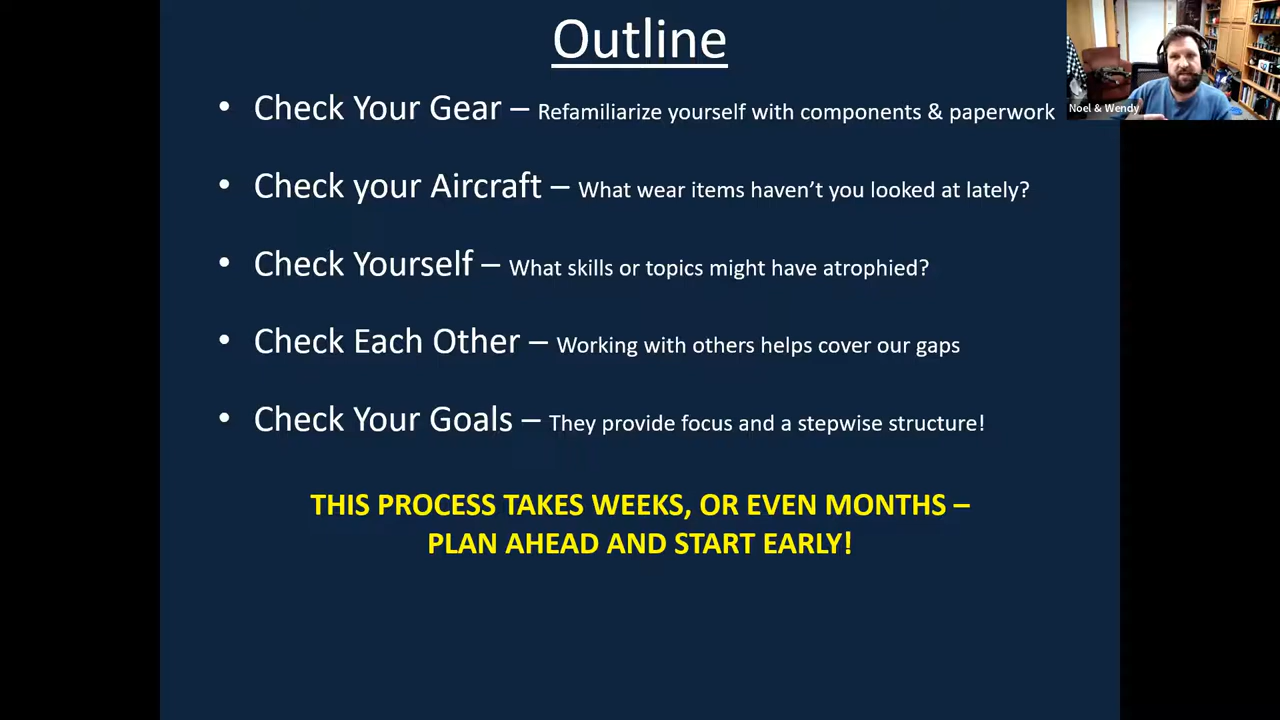 Outline
• Check Your Gear – Refamiliarize yourself with components & paperwork
Noel & Wendy
• Check your Aircraft – What wear items haven't you looked at lately?
• Check Yourself – What skills or topics might have atrophied?
• Check Each Other – Working with others helps cover our gaps
• Check Your Goals – They provide focus and a stepwise structure!
THIS PROCESS TAKES WEEKS, OR EVEN MONTHS –
PLAN AHEAD AND START EARLY!